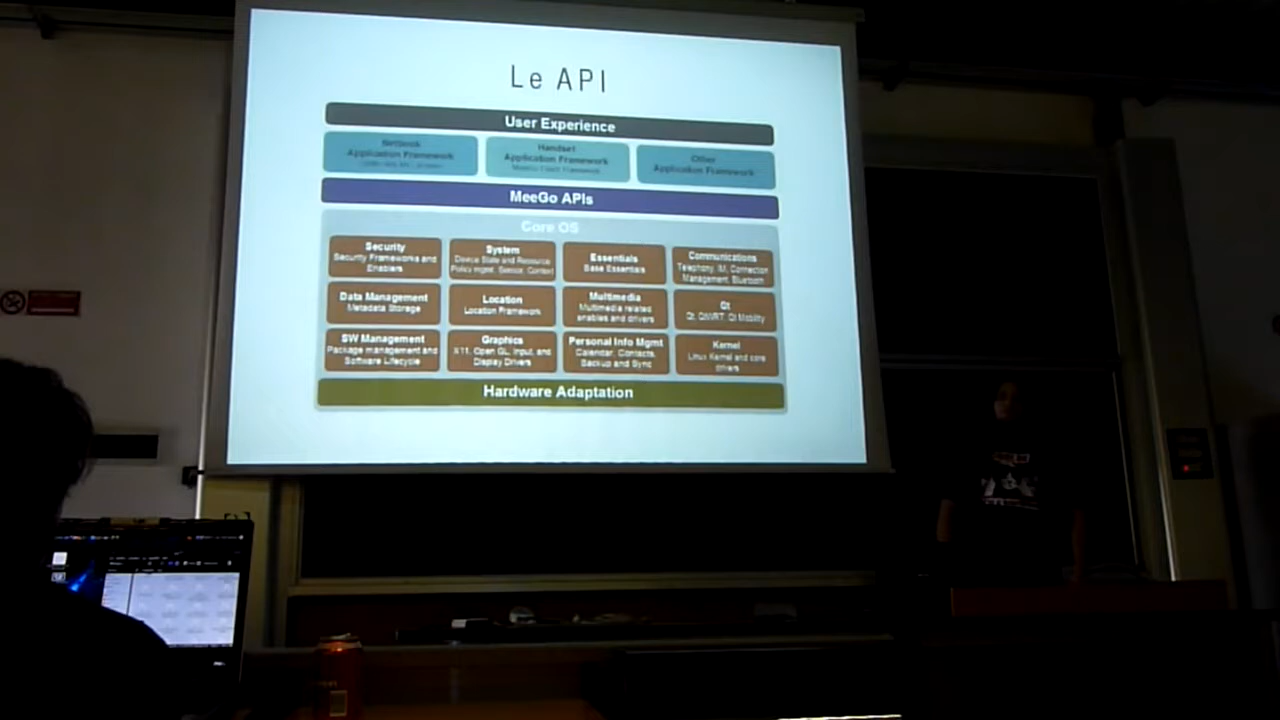 Le API
User Experience
Netbook
Application Framework
Handset
Application Framework
Other
Application Framework
MeeGo APIs
Core OS
Security
Security Frameworks and
Enablers
System
Device State and Resource
Policy mgmt, Sensor, Context
Essentials
Base Essentials
Communications
Telephony, IM, Connection
Management, Bluetooth
Data Management
Metadata Storage
Location
Location Framework
Multimedia
Multimedia related
enables and drivers
Qt
Qt, QtWRT, Qt Mobility
SW Management
Package management and
Software Lifecycle
Graphics
X11, Open GL, Input, and
Display Drivers
Personal Info Mgmt
Calendar, Contacts,
Backup and Sync
Kernel
Linux Kernel and core
drivers
Hardware Adaptation